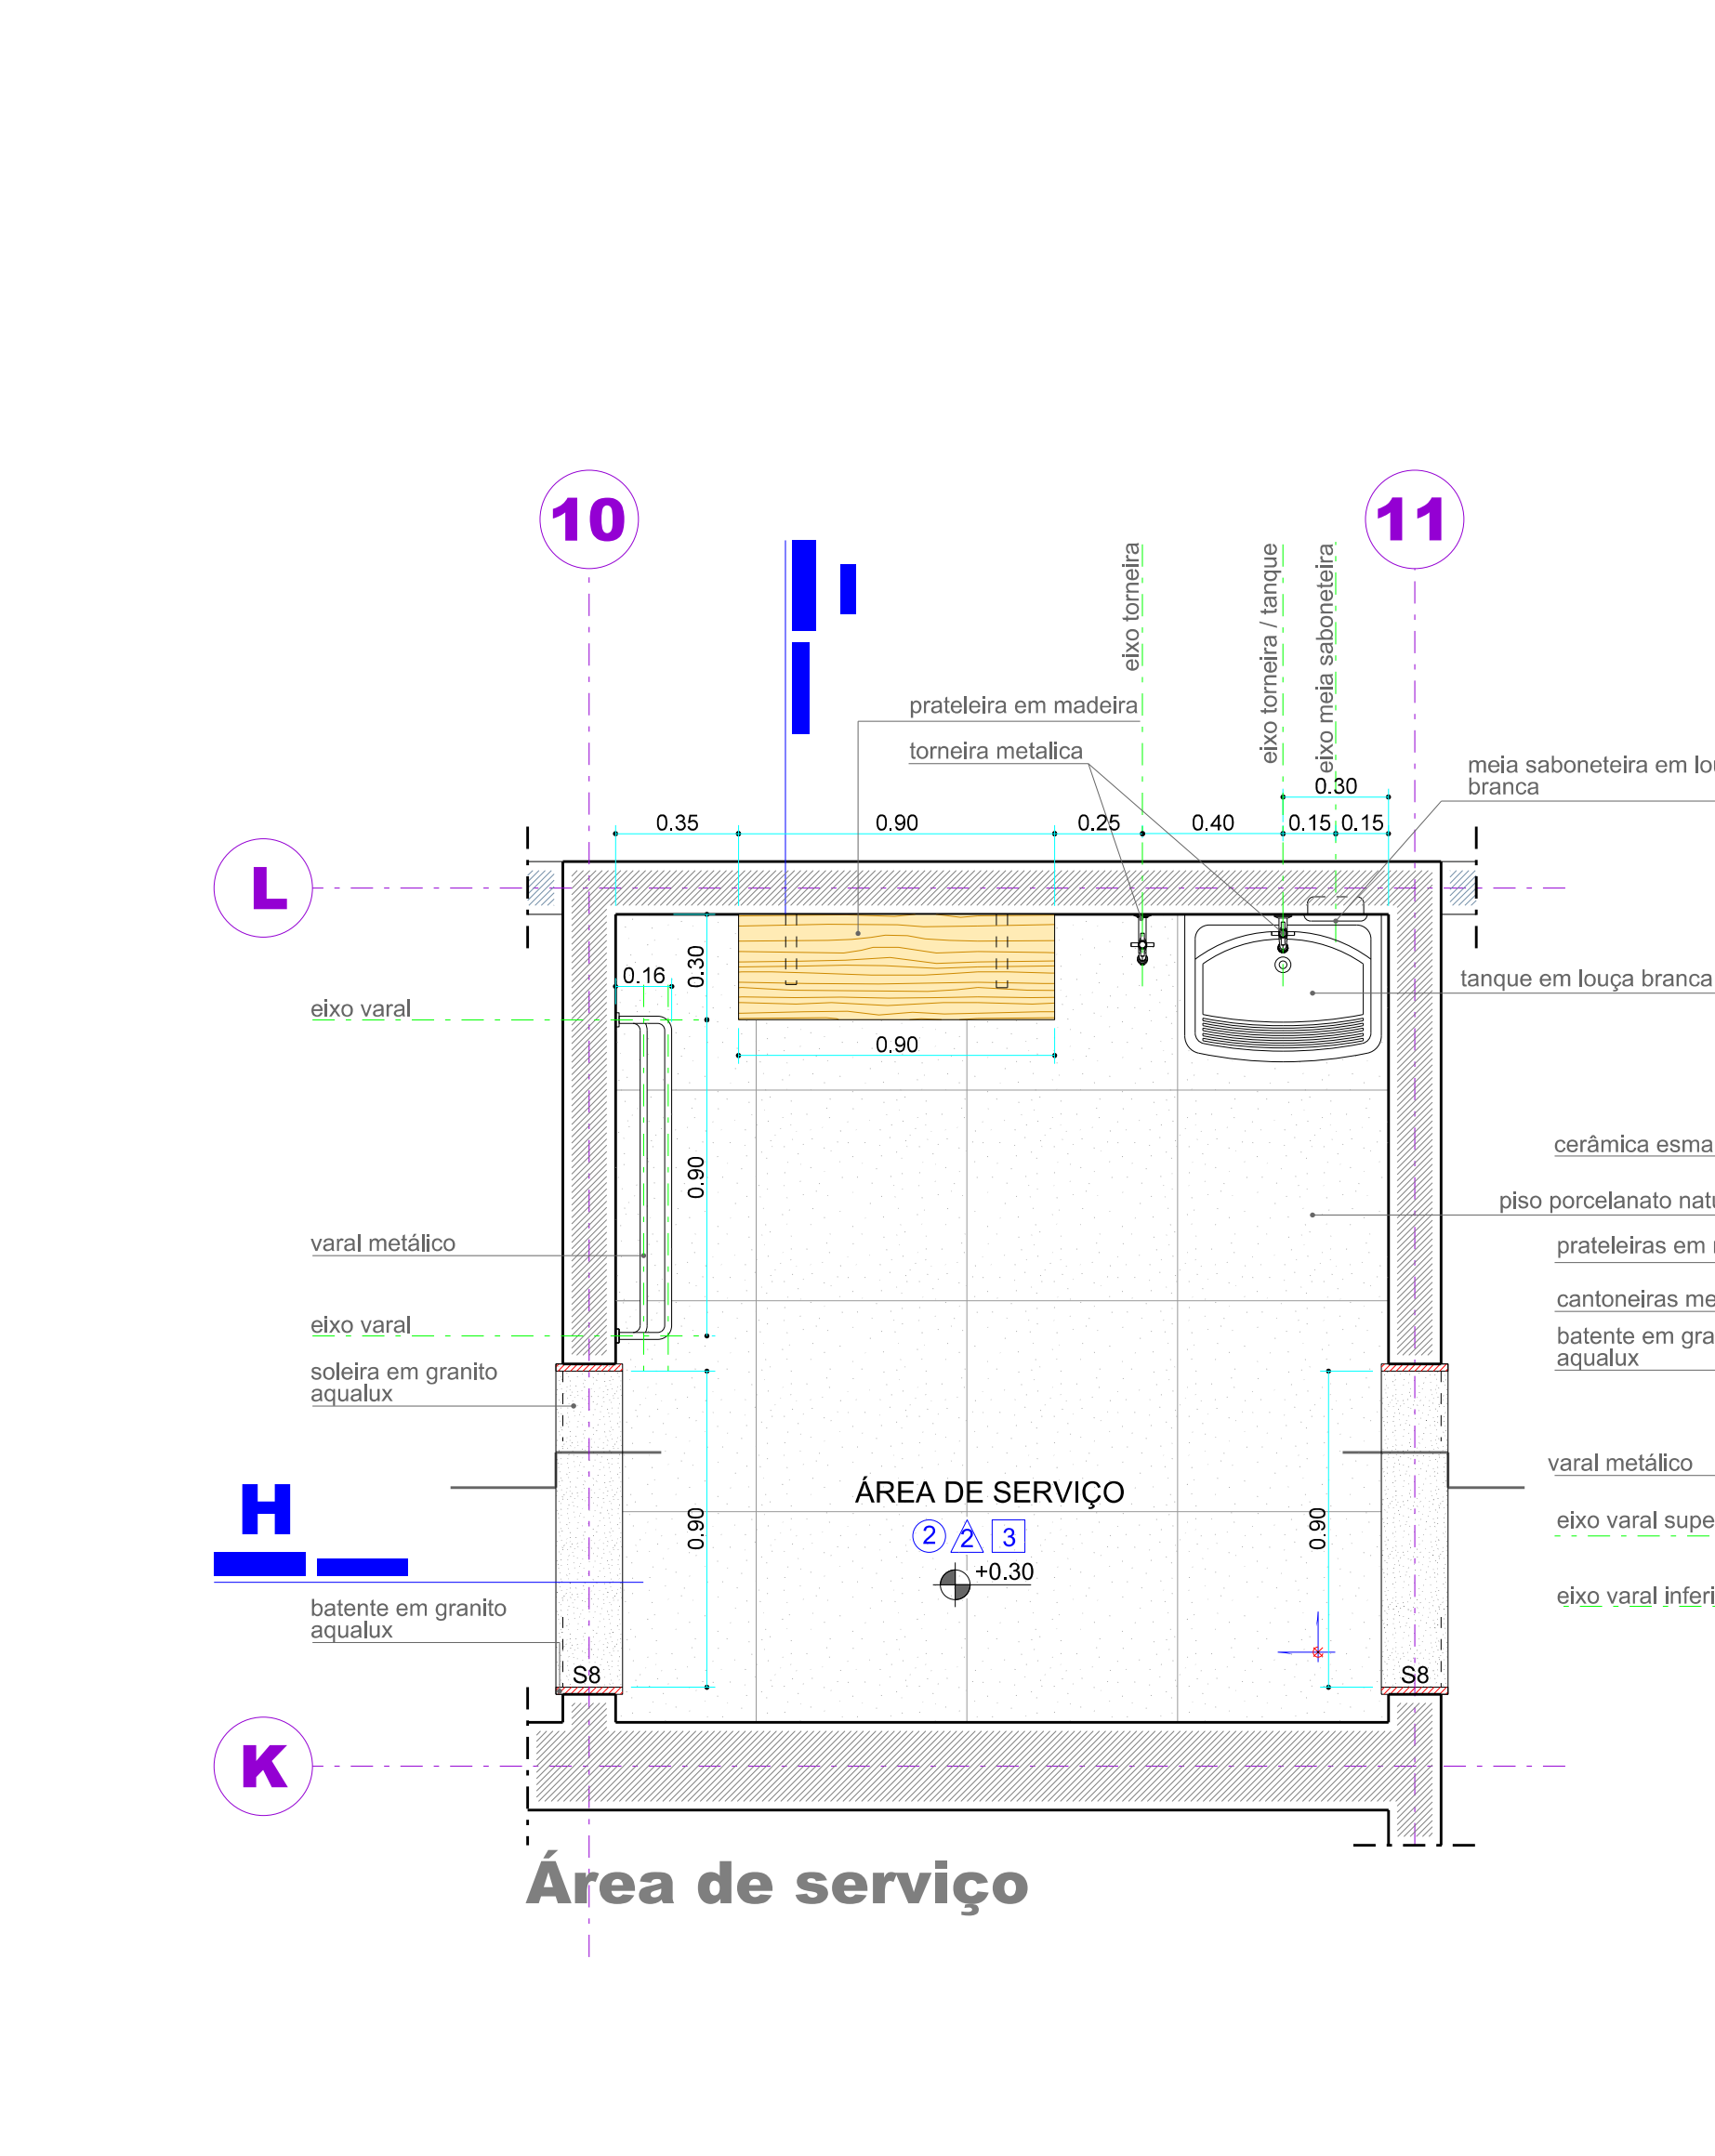 10
11
eixo torneira
eixo torneira / tanque
eixo meia saboneteira
prateleira em madeira
torneira metalica
meia saboneteira em lou
branca
0.30
0.35
0.90
0.25
0.40
0.15
0.15
L
0.30
0.16
tanque em louça branca
eixo varal
0.90
cerâmica esma
0.90
piso porcelanato natu
varal metálico
prateleiras em
cantoneiras me
eixo varal
batente em gra
aqualux
soleira em granito
aqualux
varal metálico
ÁREA DE SERVIÇO
H
0.90
2
2
3
0.90
eixo varal supe
+0.30
batente em granito
aqualux
eixo varal inferi
S8
S8
K
Área de serviço